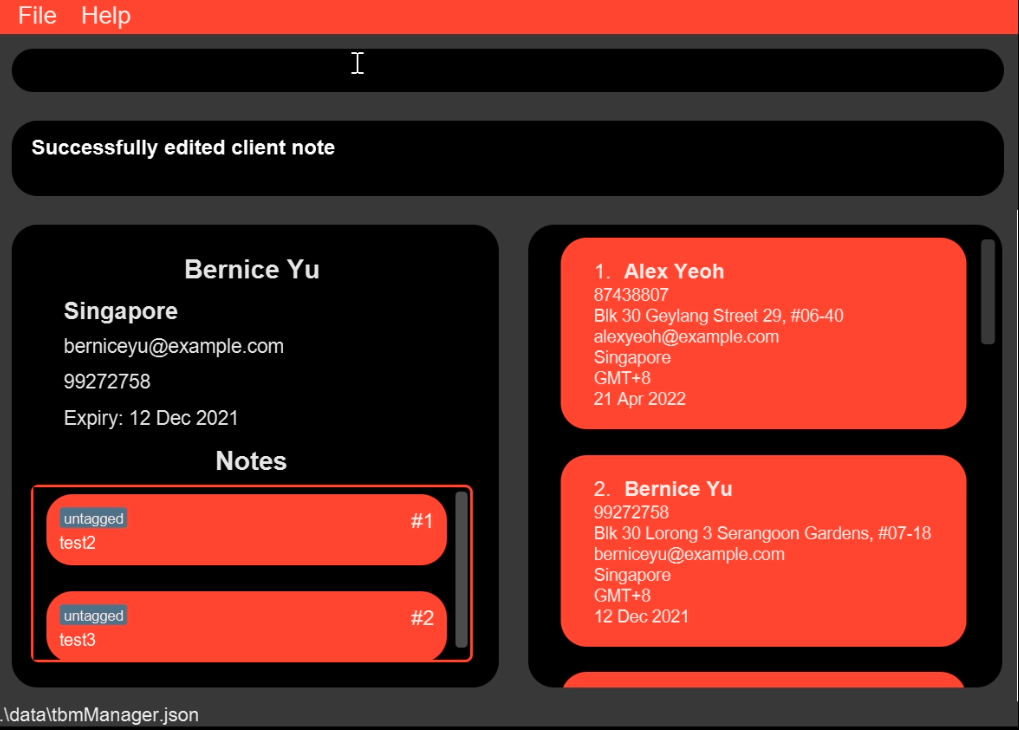 File Help
Successfully edited client note
Bernice Yu
Singapore
berniceyu@example.com
99272758
Expiry: 12 Dec 2021
Notes
untagged #1
test2
untagged #2
test3
1. Alex Yeoh
87438807
Blk 30 Geylang Street 29, #06-40
alexyeoh@example.com
Singapore
GMT+8
21 Apr 2022
2. Bernice Yu
99272758
Blk 30 Lorong 3 Serangoon Gardens, #07-18
berniceyu@example.com
Singapore
GMT+8
12 Dec 2021
.\data\tbmManager.json